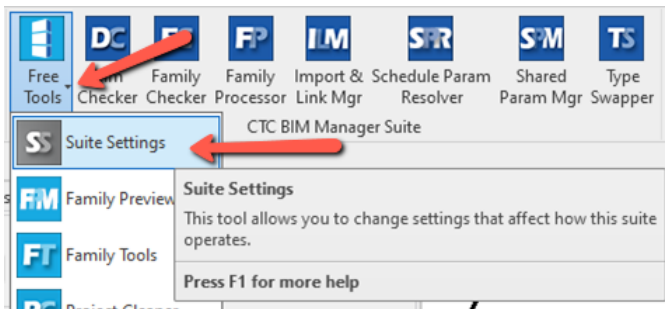 DC
FP
ILM
SPR
SPM
TS
Free Tools
Checker
Family Checker
Family Processor
Import & Link Mgr
Schedule Param Resolver
Shared Param Mgr
Type Swapper
CTC BIM Manager Suite
SS Suite Settings
FPM Family Preview
FT Family Tools
Suite Settings
This tool allows you to change settings that affect how this suite
operates.
Press F1 for more help